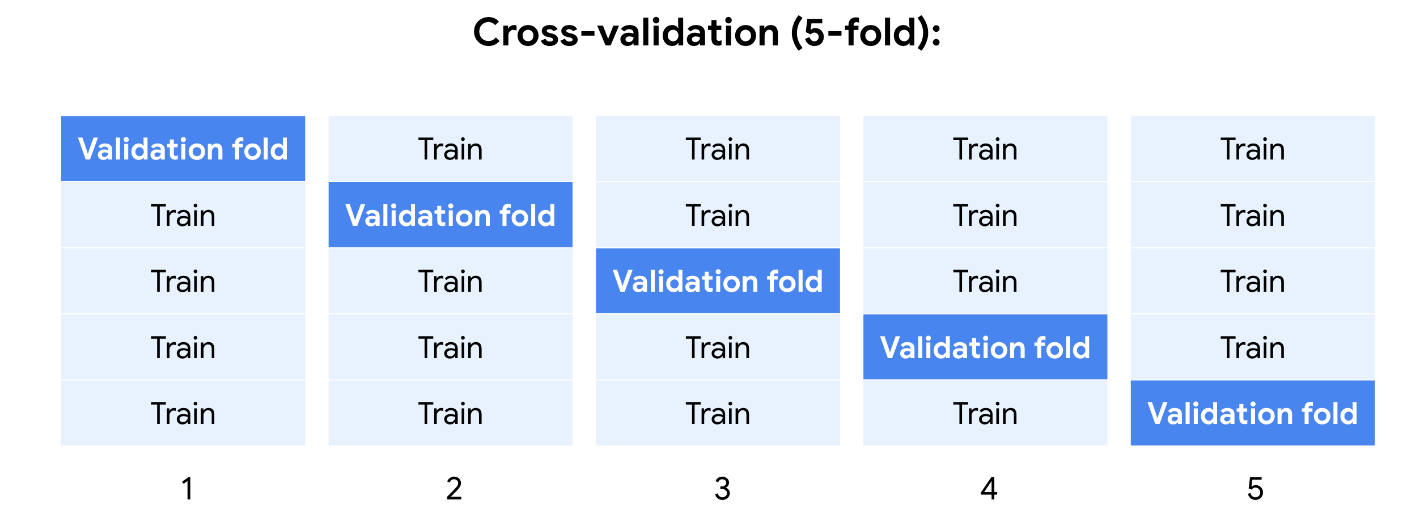 Cross-validation (5-fold):
Validation fold Train Train Train Train
Train Validation fold Train Train Train
Train Train Validation fold Train Train
Train Train Train Validation fold Train
Train Train Train Train Validation fold
1 2 3 4 5